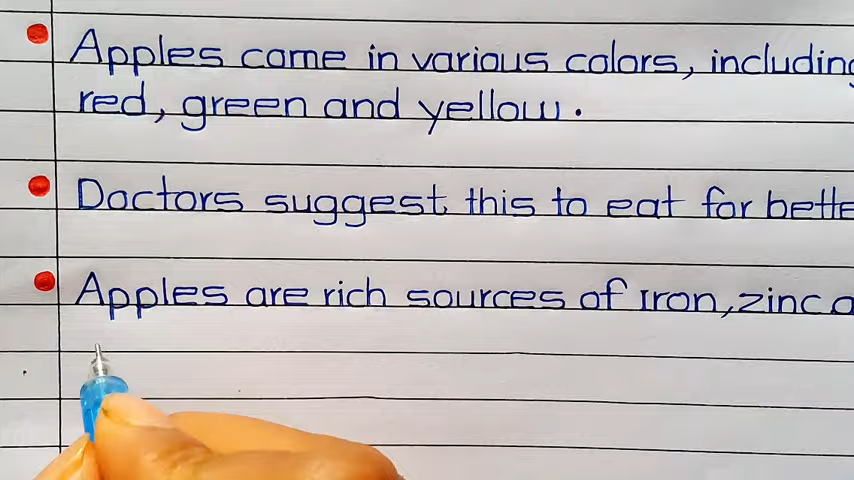 Apples come in various colors, including
red, green and yellow.
Doctors suggest this to eat for bette
Apples are rich sources of Iron, zinc a